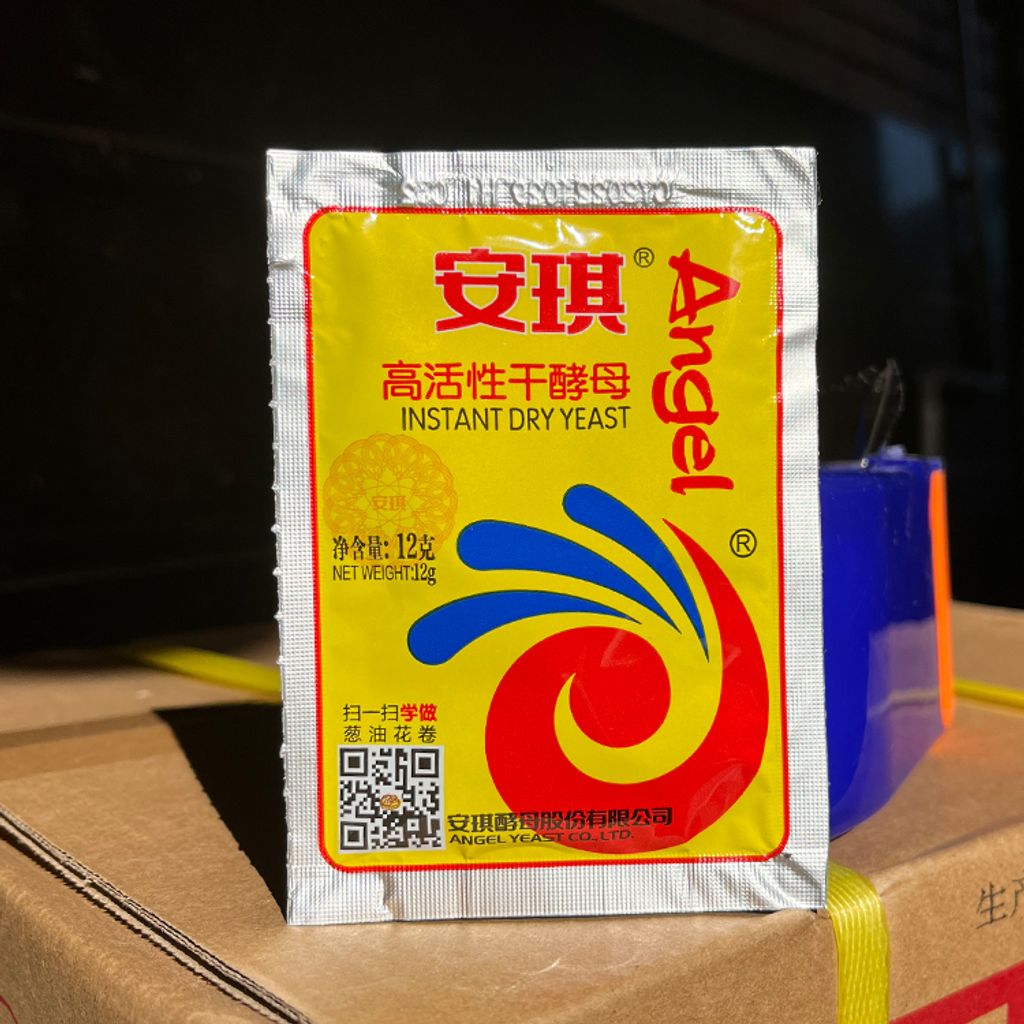 安琪®
Angel
®
高活性干酵母
INSTANT DRY YEAST
安琪
净含量: 12克
NET WEIGHT:12g
扫一扫学做
葱油花卷
安琪酵母股份有限公司
ANGEL YEAST CO.,LTD.
生产